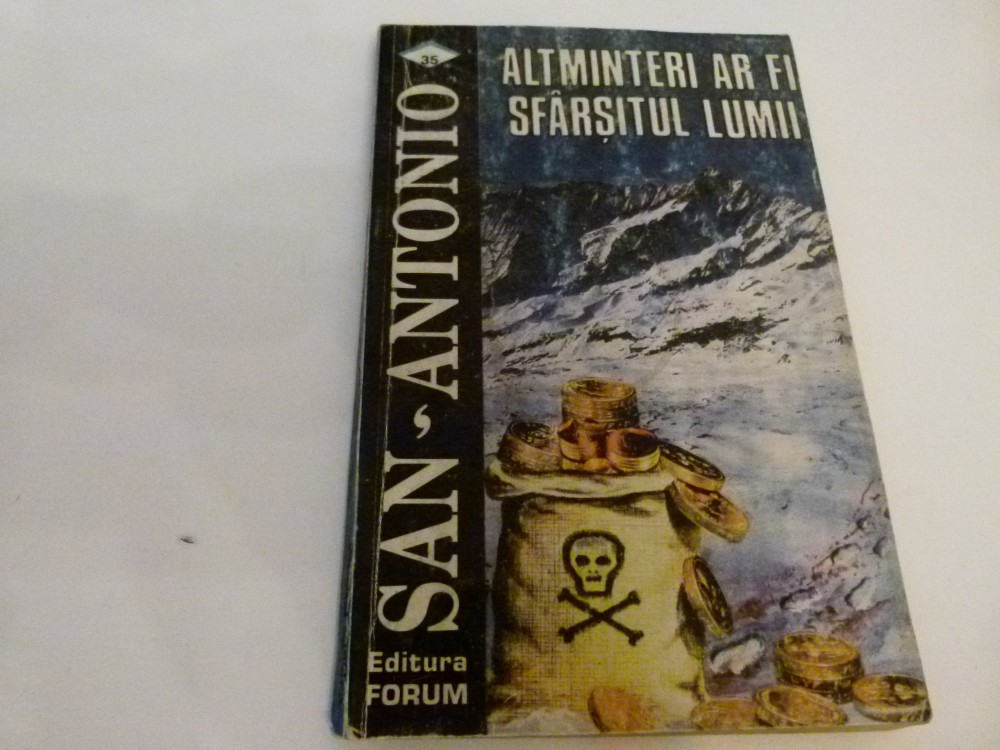 35
SAN-ANTONIO
ALTMINTERI AR FI
SFÂRȘITUL LUMII
Editura
FORUM